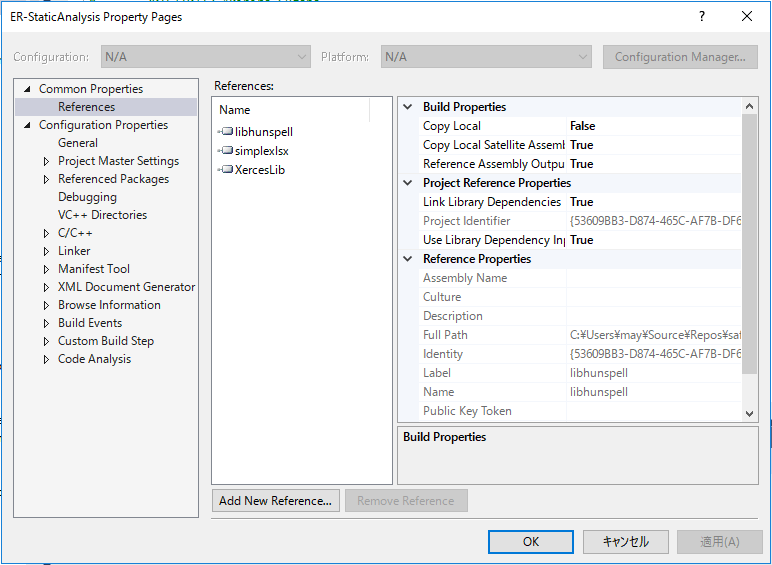 ER-StaticAnalysis Property Pages
Configuration: N/A Platform: N/A Configuration Manager...
Common Properties
References
Configuration Properties
General
Project Master Settings
Referenced Packages
Debugging
VC++ Directories
C/C++
Linker
Manifest Tool
XML Document Generator
Browse Information
Build Events
Custom Build Step
Code Analysis
References:
Name
libhunspell
simplexlsx
XercesLib
Build Properties
Copy Local False
Copy Local Satellite Assemb True
Reference Assembly Outpu True
Project Reference Properties
Link Library Dependencies True
Project Identifier {53609BB3-D874-465C-AF7B-DF6
Use Library Dependency Inp True
Reference Properties
Assembly Name
Culture
Description
Full Path C:¥Users¥may¥Source¥Repos¥saf
Identity {53609BB3-D874-465C-AF7B-DF6
Label libhunspell
Name libhunspell
Public Key Token
Build Properties
Add New Reference... Remove Reference
OK キャンセル 適用(A)